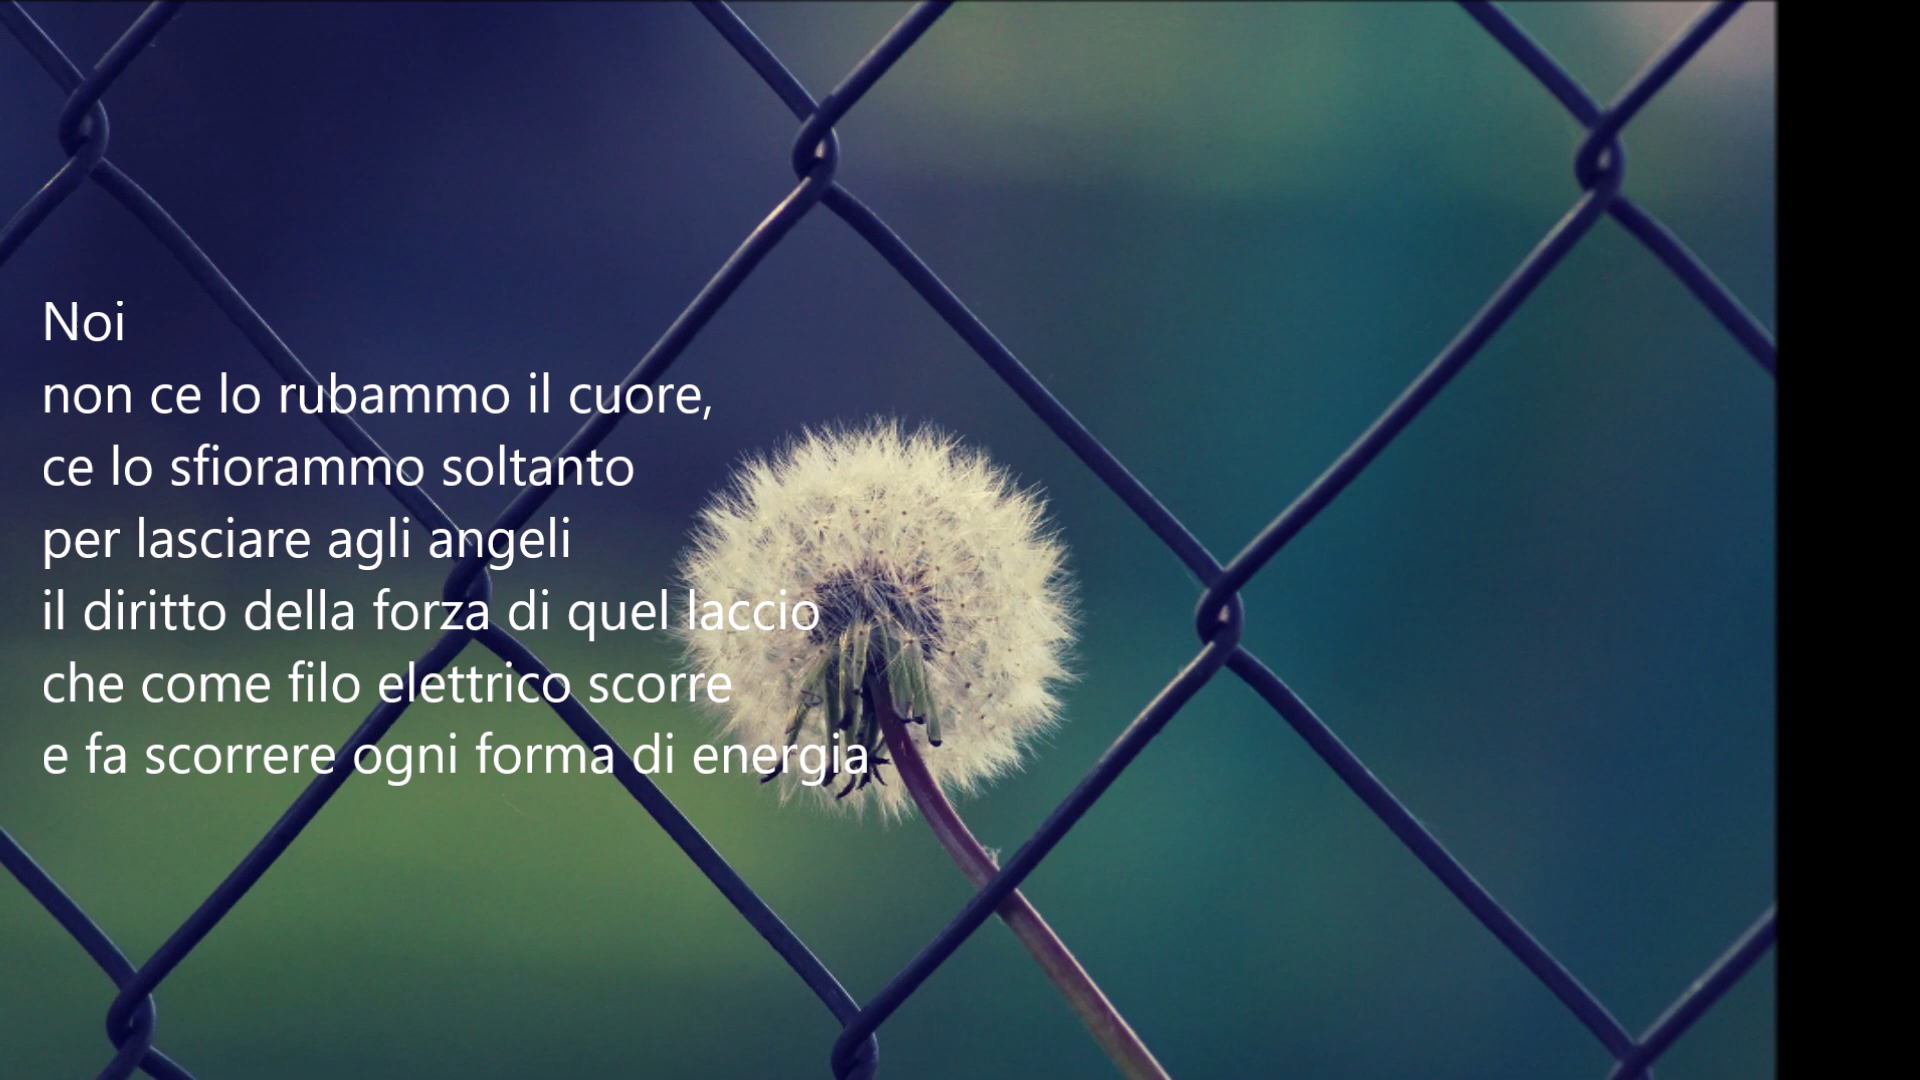 Noi
non ce lo rubammo il cuore,
ce lo sfiorammo soltanto
per lasciare agli angeli
il diritto della forza di quel laccio
che come filo elettrico scorre
e fa scorrere ogni forma di energia